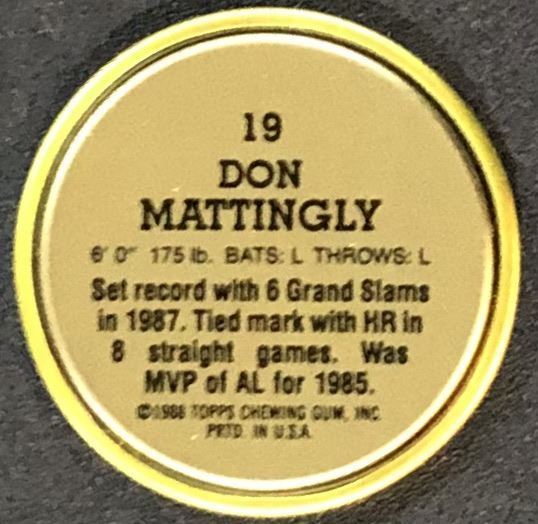 19
DON
MATTINGLY
6' 0" 175 lb. BATS: L THROWS: L
Set record with 6 Grand Slams
in 1987. Tied mark with HR in
8 straight games. Was
MVP of AL for 1985.
©1988 TOPPS CHEWING GUM, INC.
PRTD. IN U.S.A.